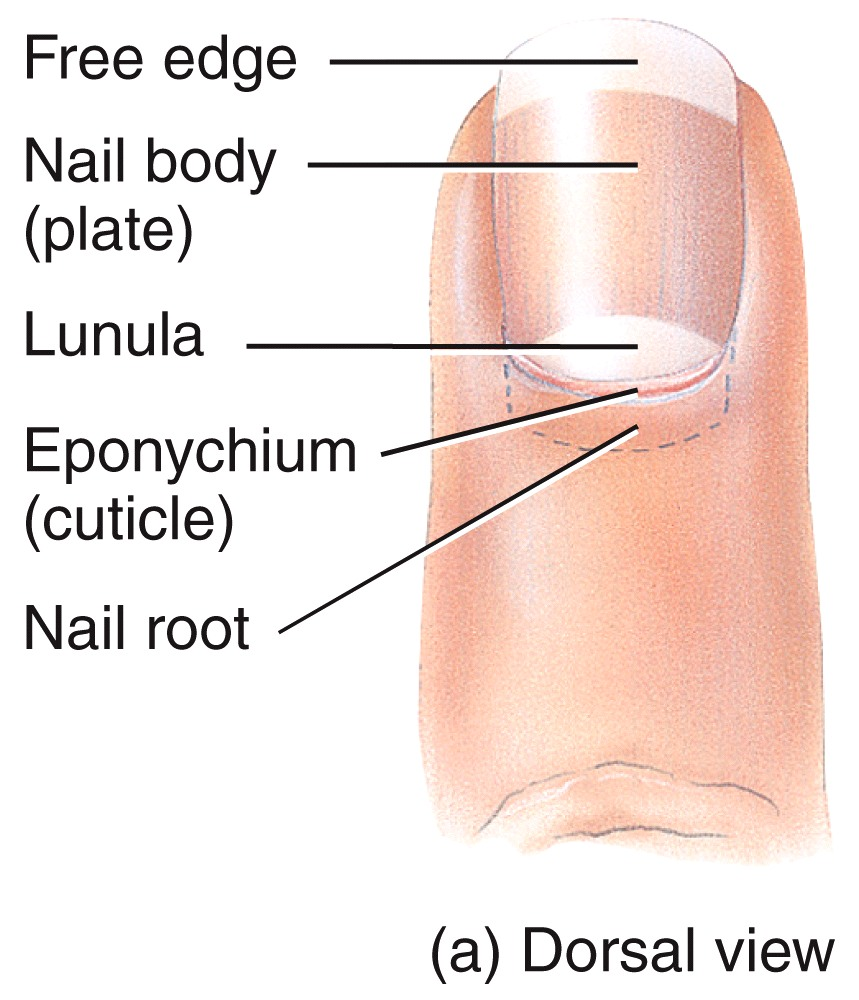 Free edge
Nail body
(plate)
Lunula
Eponychium
(cuticle)
Nail root
(a) Dorsal view